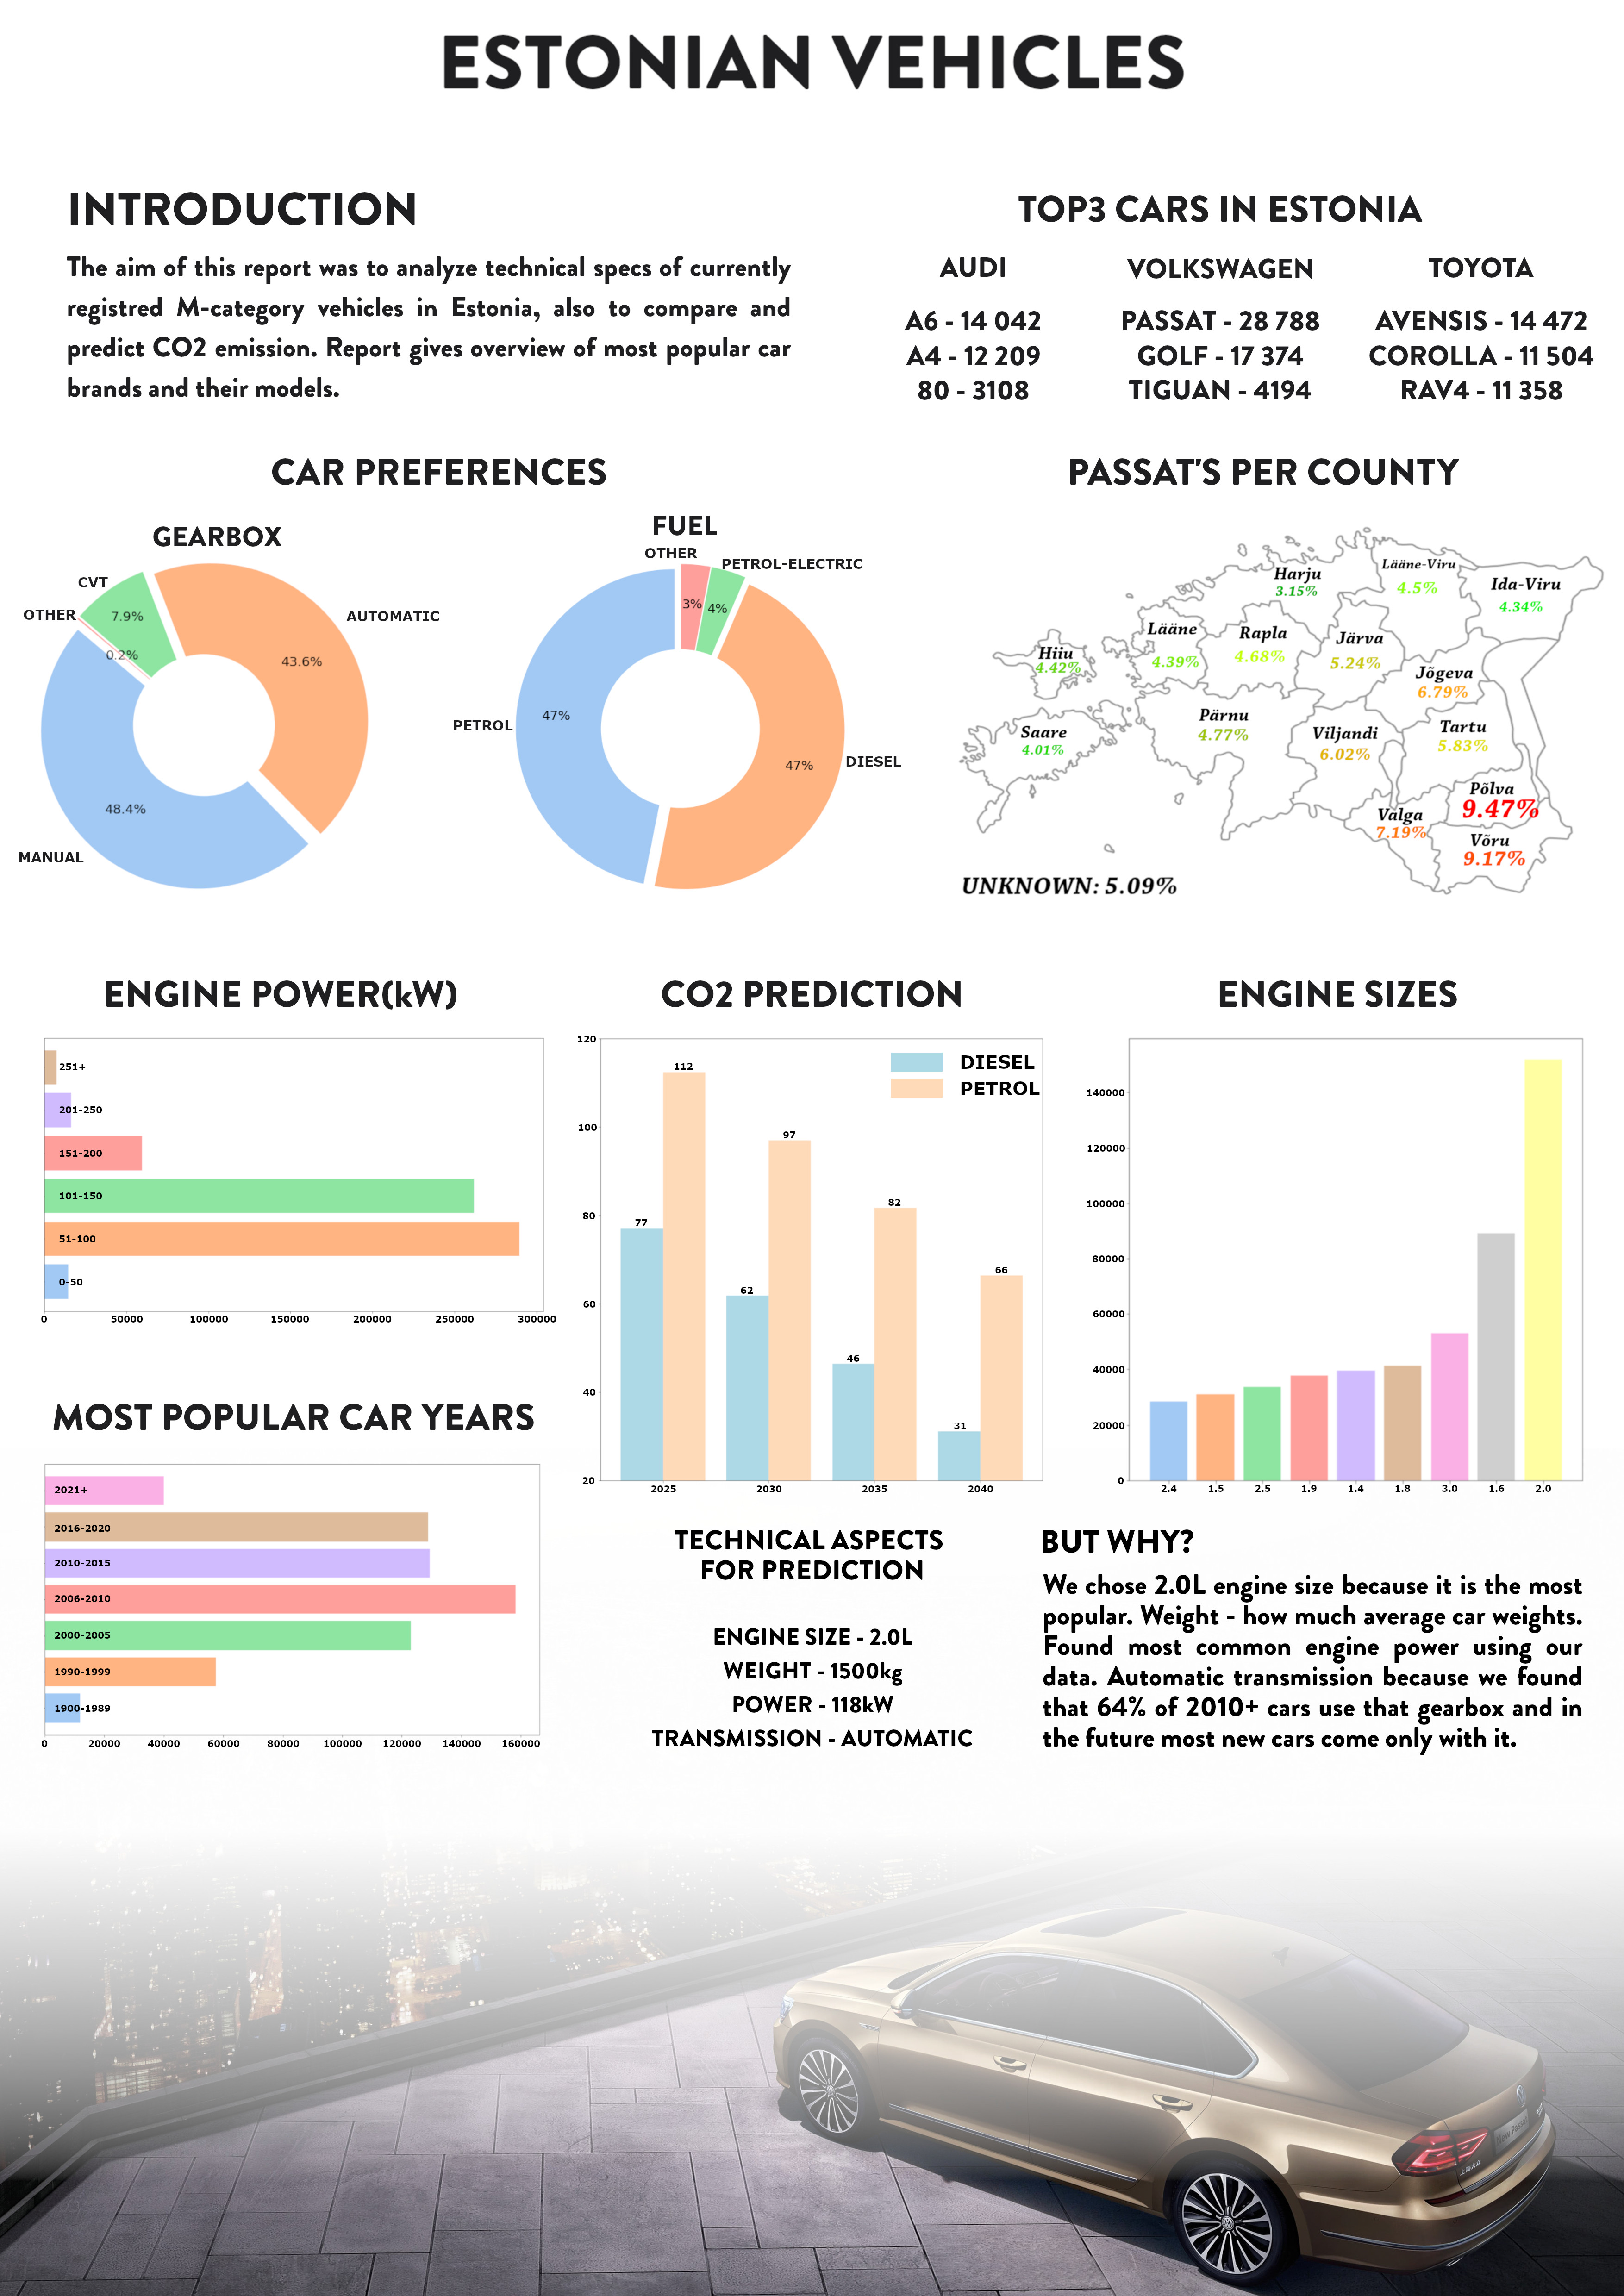 ESTONIAN VEHICLES
INTRODUCTION
The aim of this report was to analyze technical specs of currently
registred M-category vehicles in Estonia, also to compare and
predict CO2 emission. Report gives overview of most popular car
brands and their models.
TOP3 CARS IN ESTONIA
AUDI
A6 - 14 042
A4 - 12 209
80 - 3108
VOLKSWAGEN
PASSAT - 28 788
GOLF - 17 374
TIGUAN - 4194
TOYOTA
AVENSIS - 14 472
COROLLA - 11 504
RAV4 - 11 358
CAR PREFERENCES
GEARBOX
CVT
7.9%
OTHER
0.2%
AUTOMATIC
43.6%
48.4%
MANUAL
FUEL
OTHER
3%
PETROL-ELECTRIC
4%
PETROL
47%
47%
DIESEL
PASSAT'S PER COUNTY
Harju
3.15%
Lääne-Viru
4.5%
Ida-Viru
4.34%
Hiiu
4.42%
Lääne
4.39%
Rapla
4.68%
Järva
5.24%
Jõgeva
6.79%
Saare
4.01%
Pärnu
4.77%
Viljandi
6.02%
Tartu
5.83%
Põlva
9.47%
Valga
7.19%
Võru
9.17%
UNKNOWN: 5.09%
ENGINE POWER(kW)
251+
201-250
151-200
101-150
51-100
0-50
0 50000 100000 150000 200000 250000 300000
MOST POPULAR CAR YEARS
2021+
2016-2020
2010-2015
2006-2010
2000-2005
1990-1999
1900-1989
0 20000 40000 60000 80000 100000 120000 140000 160000
CO2 PREDICTION
DIESEL
PETROL
120
100
80
60
40
20
77
112
62
97
46
82
31
66
2025 2030 2035 2040
TECHNICAL ASPECTS
FOR PREDICTION
ENGINE SIZE - 2.0L
WEIGHT - 1500kg
POWER - 118kW
TRANSMISSION - AUTOMATIC
ENGINE SIZES
140000
120000
100000
80000
60000
40000
20000
0
2.4 1.5 2.5 1.9 1.4 1.8 3.0 1.6 2.0
BUT WHY?
We chose 2.0L engine size because it is the most
popular. Weight - how much average car weights.
Found most common engine power using our
data. Automatic transmission because we found
that 64% of 2010+ cars use that gearbox and in
the future most new cars come only with it.
New Passat